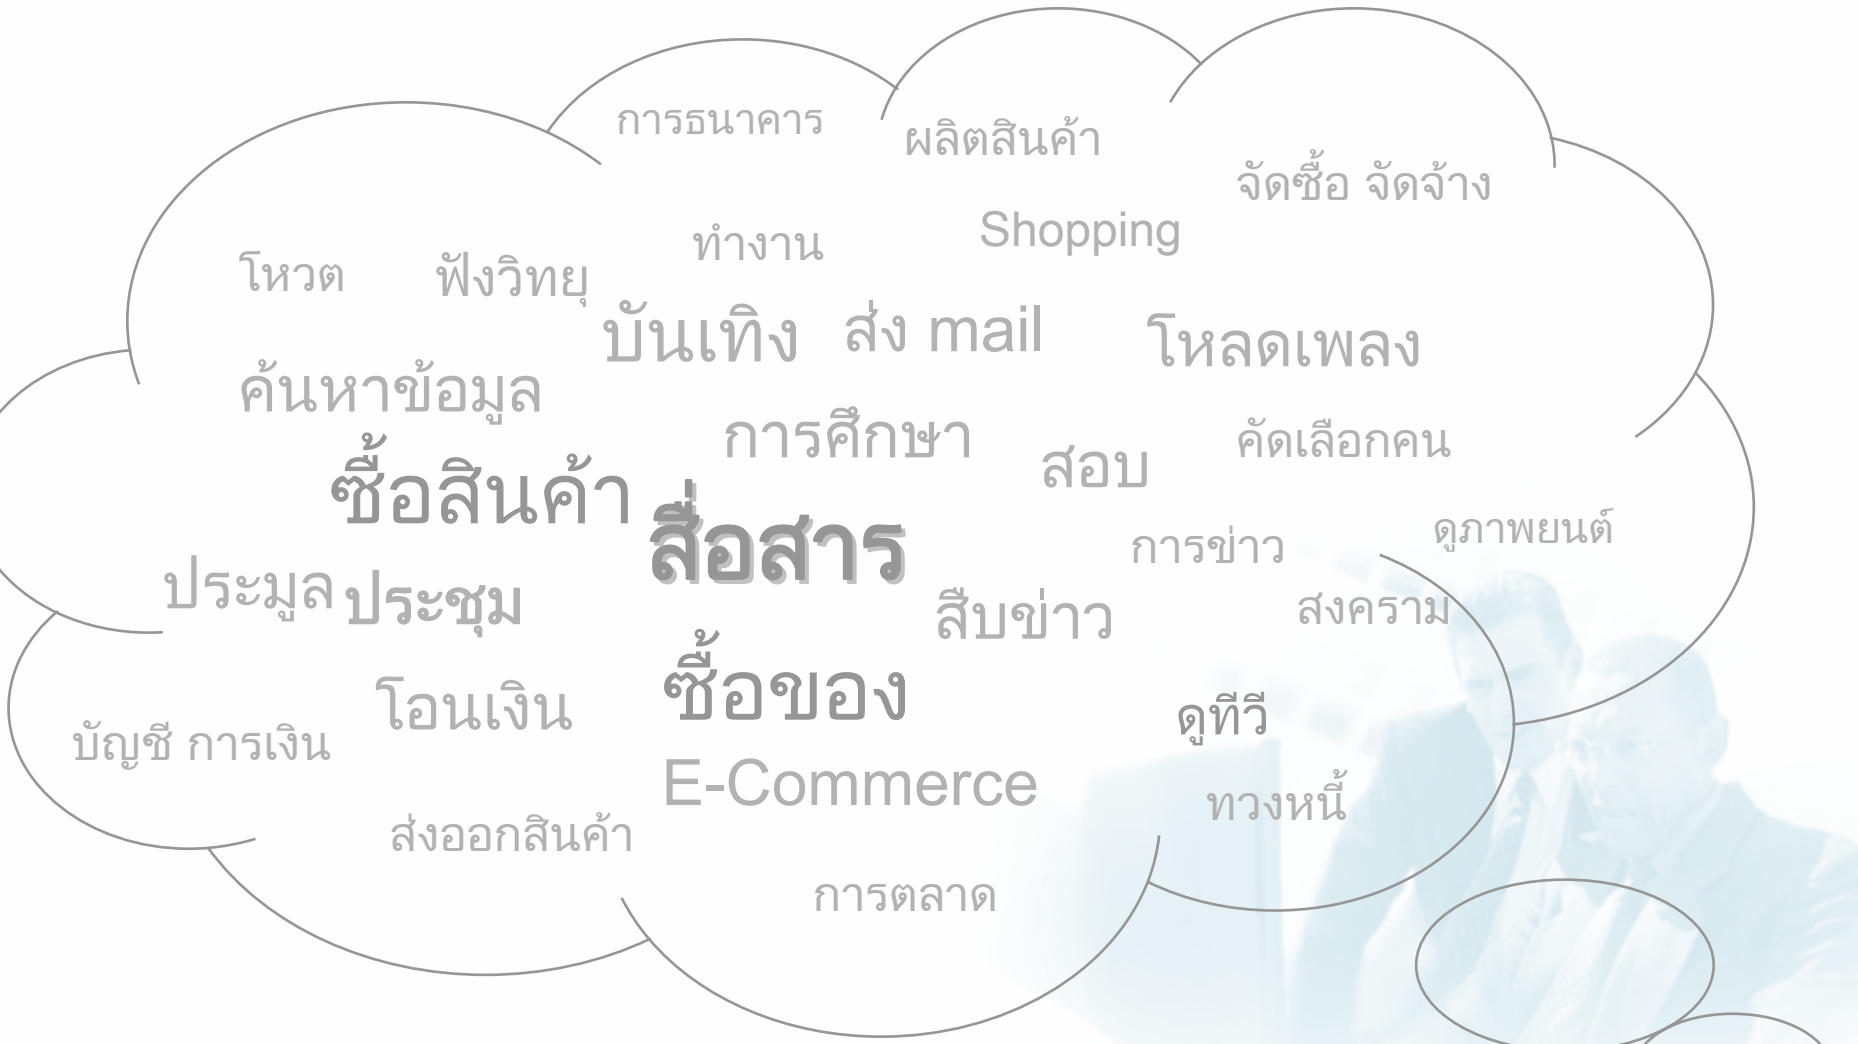 การธนาคาร
ผลิตสินค้า
จัดซื้อ จัดจ้าง
Shopping
ทำงาน
โหวต
ฟังวิทยุ
บันเทิง
ส่ง mail
โหลดเพลง
ค้นหาข้อมูล
การศึกษา
สอบ
คัดเลือกคน
ซื้อสินค้า
สื่อสาร
การข่าว
ดูภาพยนต์
ประมูล
ประชุม
สืบข่าว
สงคราม
ซื้อของ
โอนเงิน
ดูทีวี
บัญชี การเงิน
E-Commerce
ทวงหนี้
ส่งออกสินค้า
การตลาด